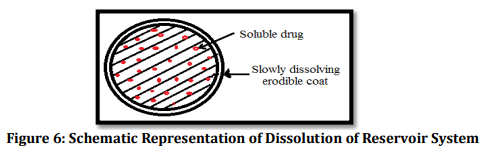 Soluble drug
Slowly dissolving
erodible coat
Figure 6: Schematic Representation of Dissolution of Reservoir System